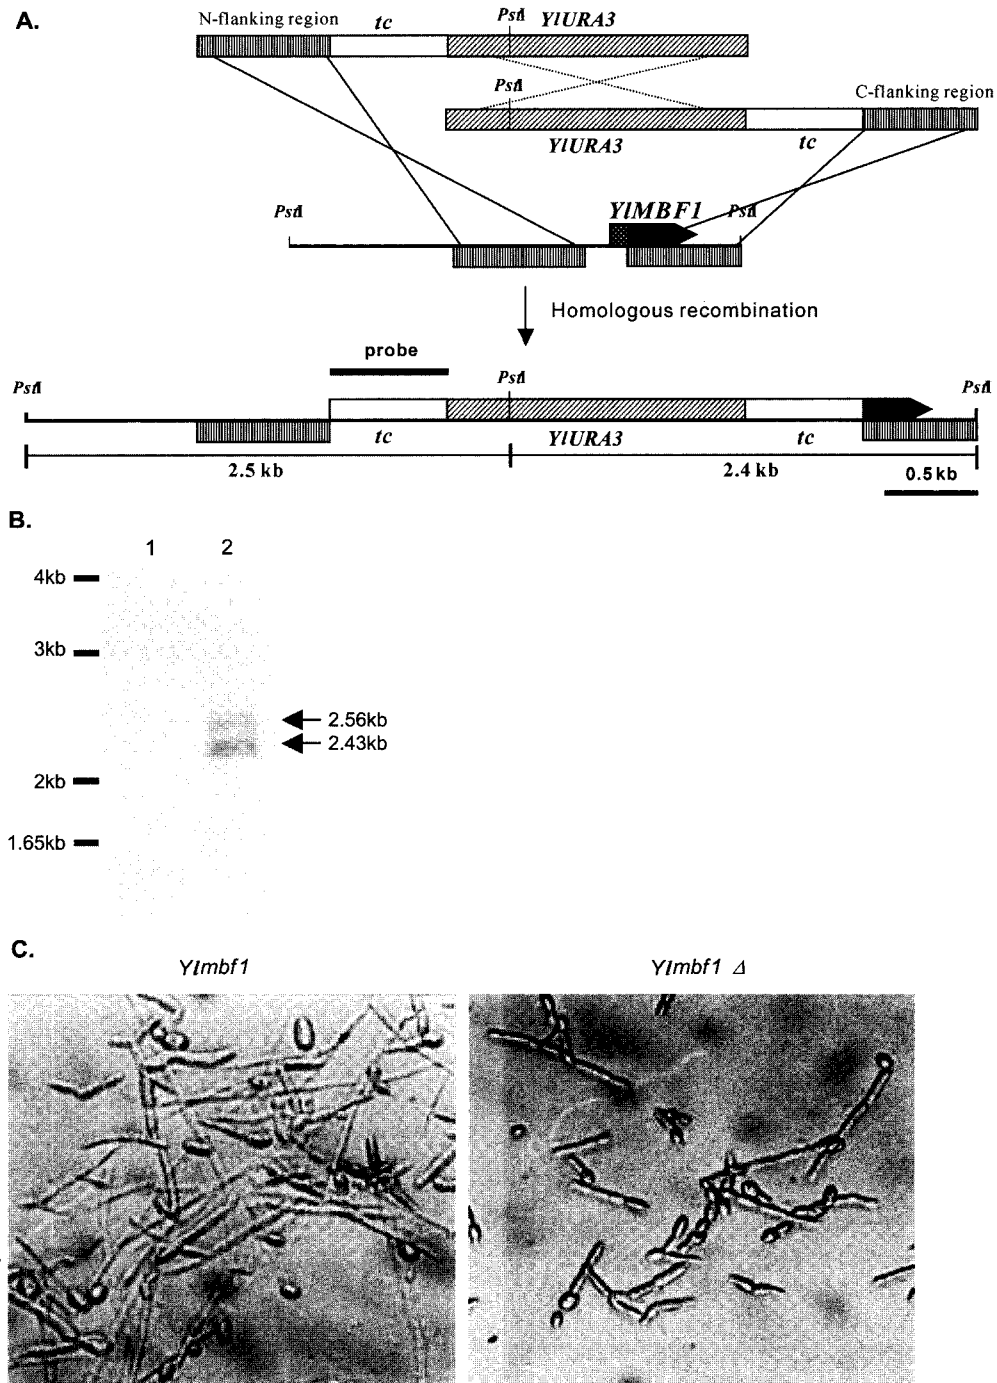 A.
N-flanking region
tc
PstI
YlURA3
PstI
C-flanking region
YlURA3
tc
PstI
YlMBF1
PstI
Homologous recombination
probe
PstI
PstI
PstI
tc
YlURA3
tc
2.5 kb
2.4 kb
0.5 kb
B.
1 2
4kb
3kb
2.56kb
2.43kb
2kb
1.65kb
C.
Ylmbf1
Ylmbf1 Δ